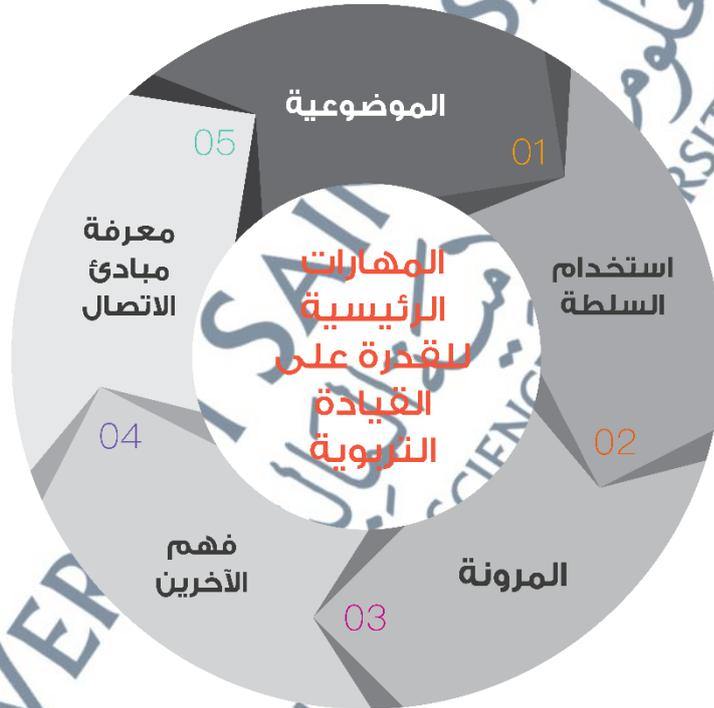 المهارات
الرئيسية
للقدرة على
القيادة
التربوية
الموضوعية
01
استخدام
السلطة
02
المرونة
03
فهم
الآخرين
04
معرفة
مبادئ
الاتصال
05